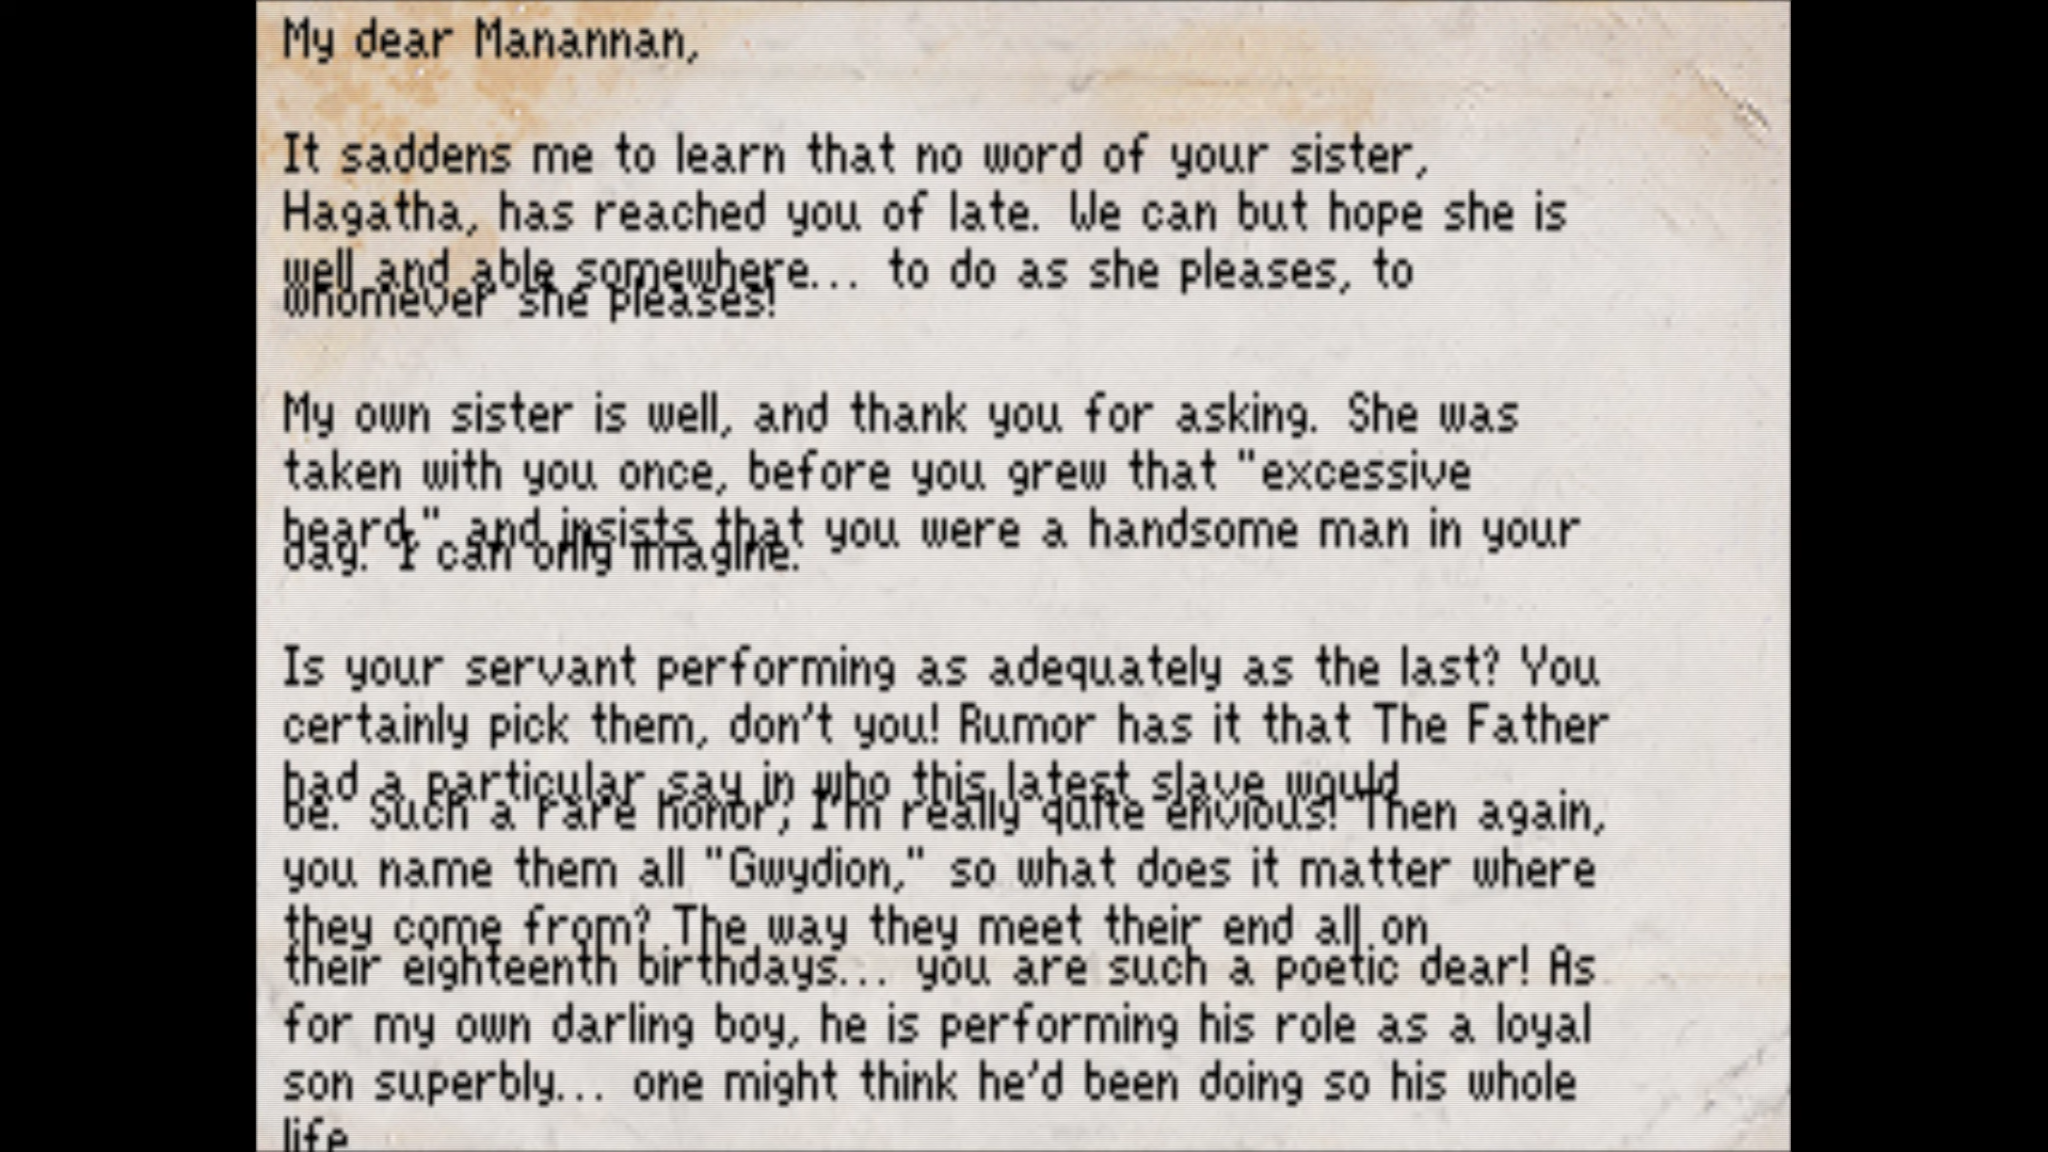 My dear Manannan,
It saddens me to learn that no word of your sister,
Hagatha, has reached you of late. We can but hope she is
well and able somewhere... to do as she pleases, to
whomever she pleases!
My own sister is well, and thank you for asking. She was
taken with you once, before you grew that "excessive
beard," and insists that you were a handsome man in your
day. I can only imagine.
Is your servant performing as adequately as the last? You
certainly pick them, don't you! Rumor has it that The Father
had a particular say in who this latest slave would
be. Such a rare honor, I'm really quite envious! Then again,
you name them all "Gwydion," so what does it matter where
they come from? The way they meet their end all on
their eighteenth birthdays... you are such a poetic dear! As
for my own darling boy, he is performing his role as a loyal
son superbly... one might think he'd been doing so his whole
life